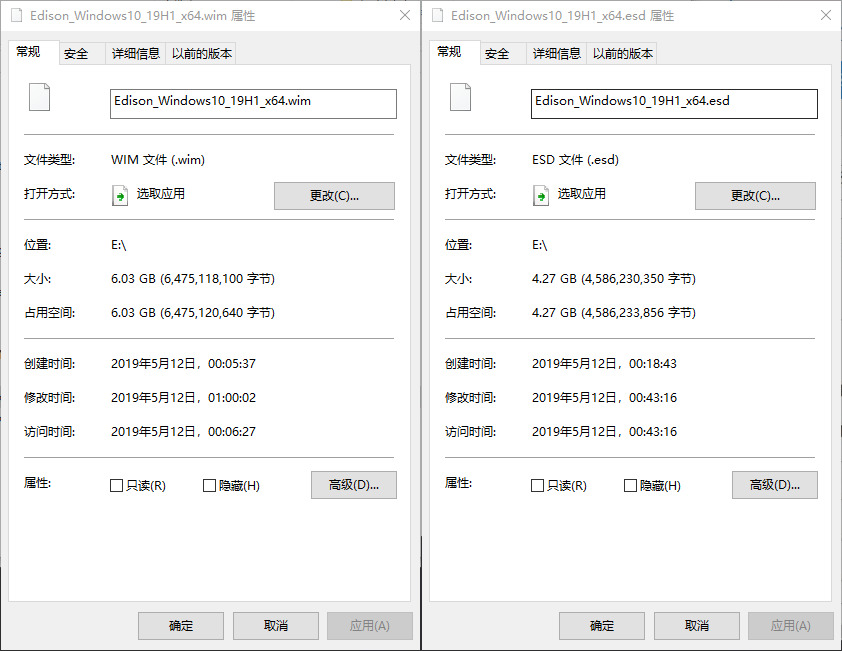 Edison_Windows10_19H1_x64.wim 属性
常规 安全 详细信息 以前的版本
Edison_Windows10_19H1_x64.wim
文件类型: WIM 文件 (.wim)
打开方式: 选取应用 更改(C)...
位置: E:\
大小: 6.03 GB (6,475,118,100 字节)
占用空间: 6.03 GB (6,475,120,640 字节)
创建时间: 2019年5月12日，00:05:37
修改时间: 2019年5月12日，01:00:02
访问时间: 2019年5月12日，00:06:27
属性: 只读(R) 隐藏(H) 高级(D)...
确定 取消 应用(A)
Edison_Windows10_19H1_x64.esd 属性
常规 安全 详细信息 以前的版本
Edison_Windows10_19H1_x64.esd
文件类型: ESD 文件 (.esd)
打开方式: 选取应用 更改(C)...
位置: E:\
大小: 4.27 GB (4,586,230,350 字节)
占用空间: 4.27 GB (4,586,233,856 字节)
创建时间: 2019年5月12日，00:18:43
修改时间: 2019年5月12日，00:43:16
访问时间: 2019年5月12日，00:43:16
属性: 只读(R) 隐藏(H) 高级(D)...
确定 取消 应用(A)